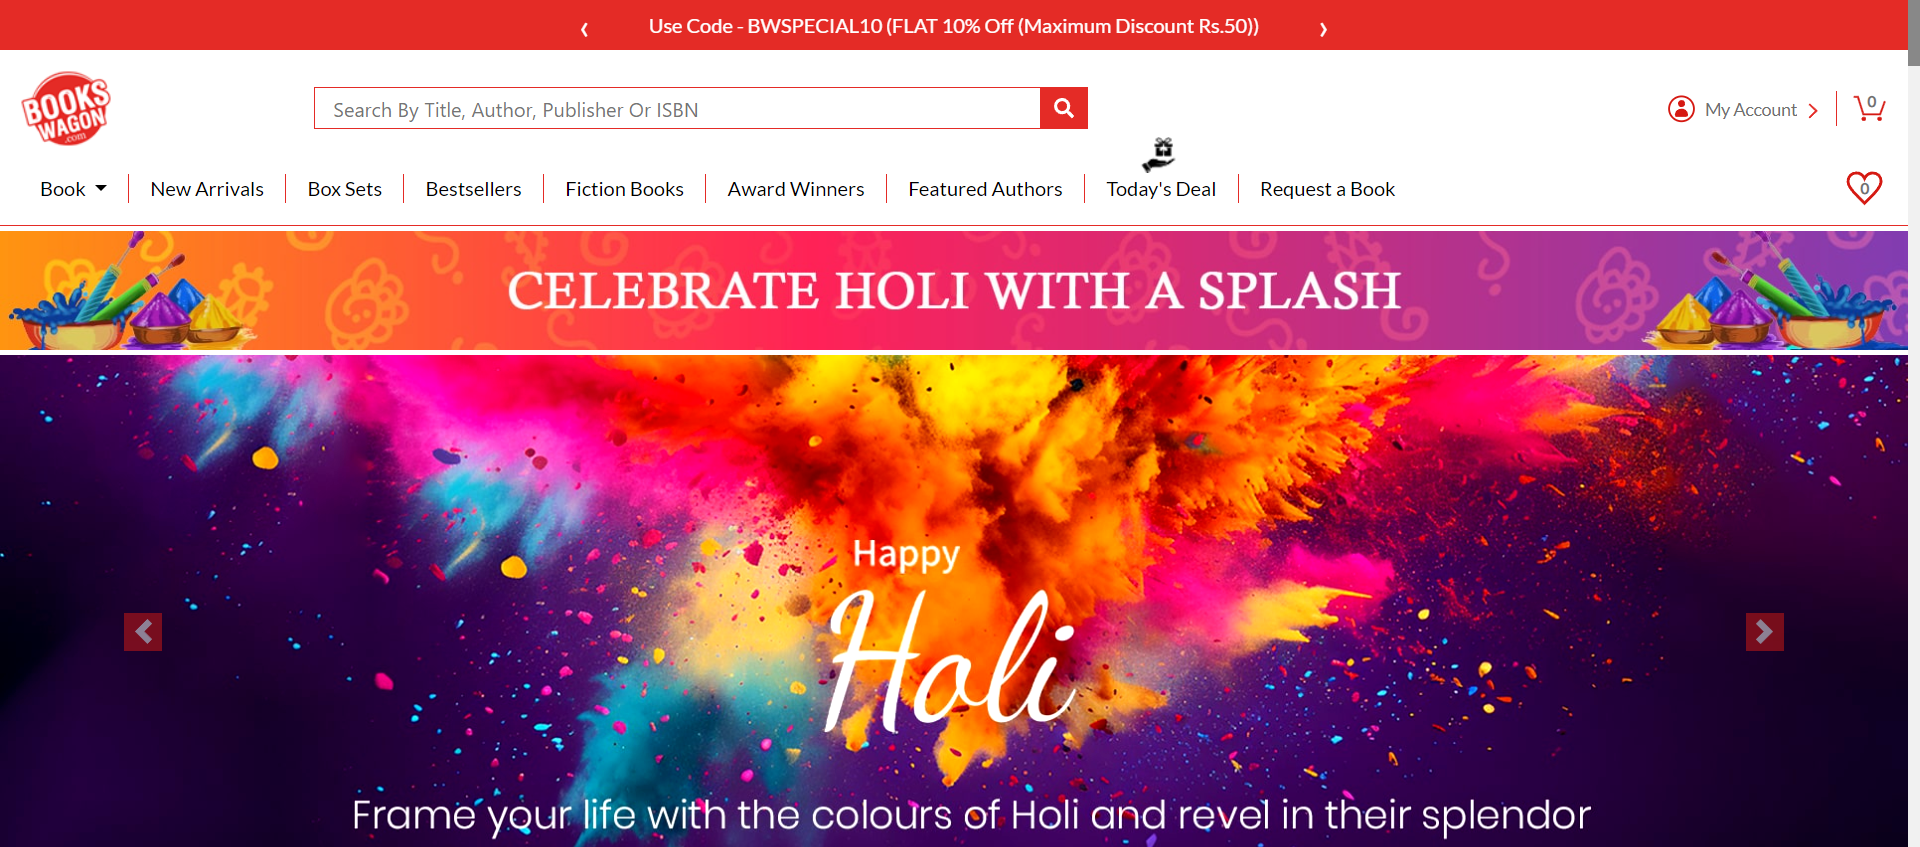 Use Code - BWSPECIAL10 (FLAT 10% Off (Maximum Discount Rs.50))
BOOKS
WAGON
.com
Search By Title, Author, Publisher Or ISBN
My Account
0
Book
New Arrivals
Box Sets
Bestsellers
Fiction Books
Award Winners
Featured Authors
Today's Deal
Request a Book
0
CELEBRATE HOLI WITH A SPLASH
Happy
Holi
Frame your life with the colours of Holi and revel in their splendor